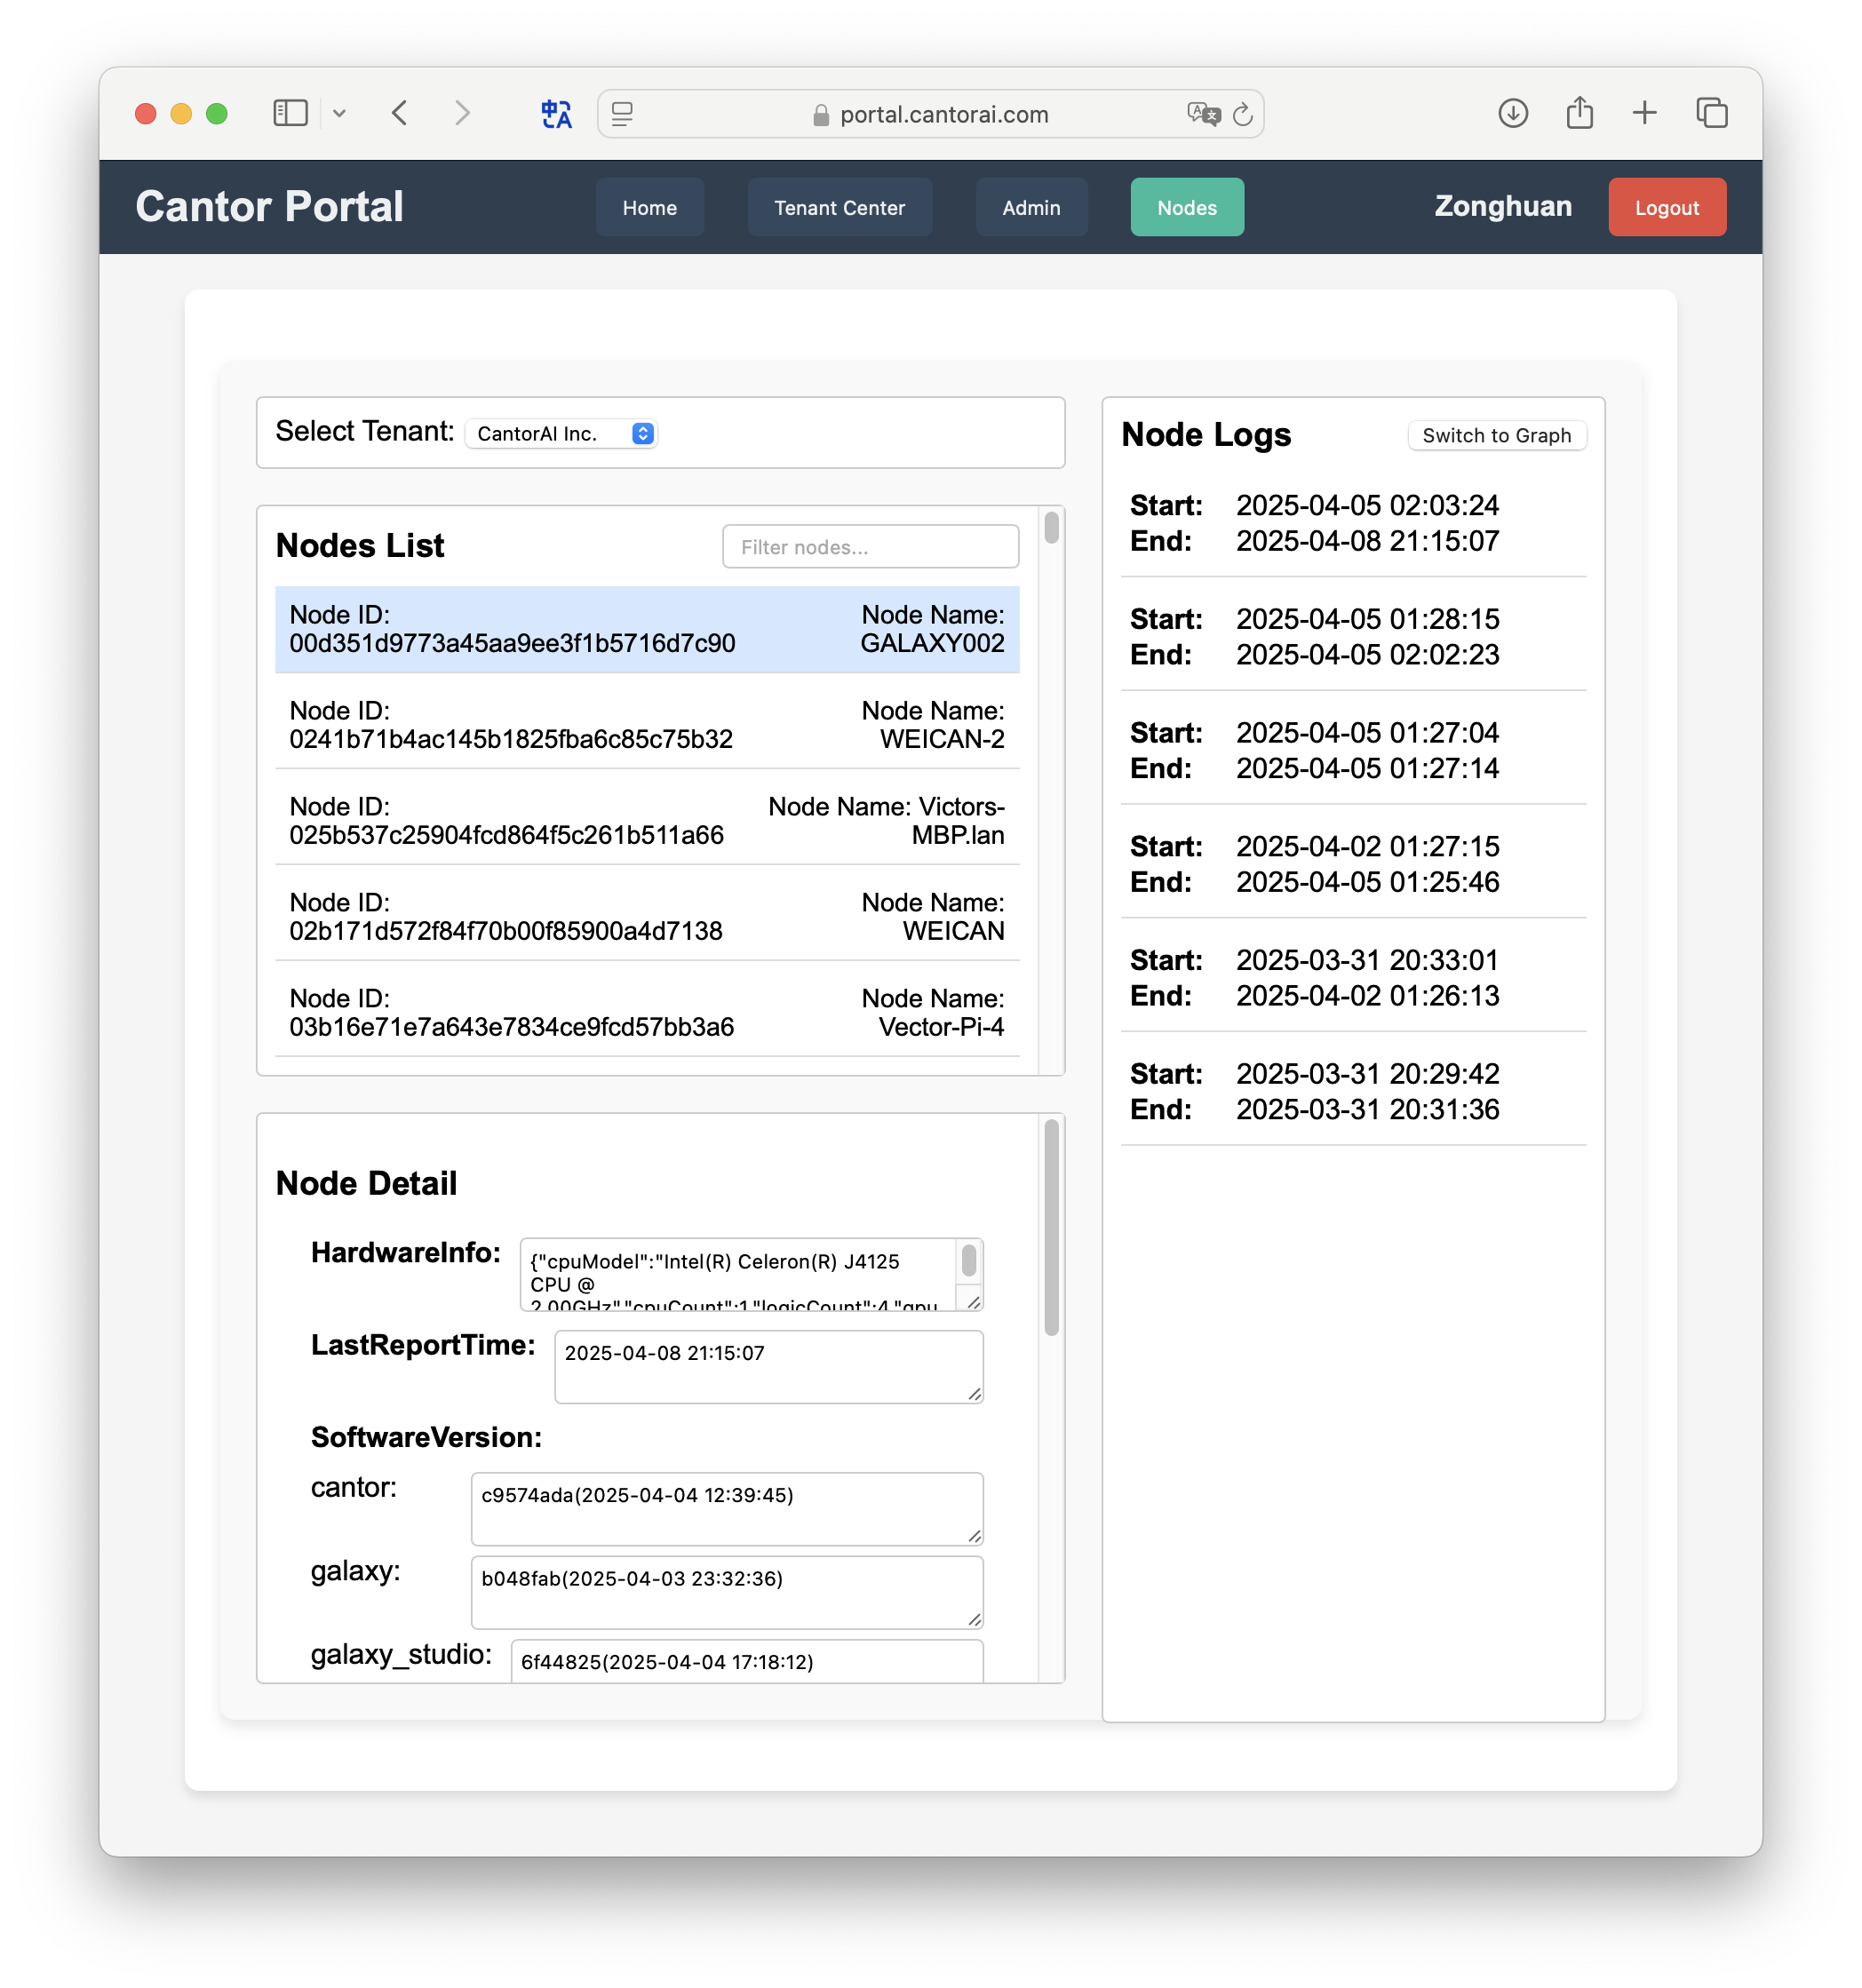 portal.cantorai.com
Cantor Portal
Home
Tenant Center
Admin
Nodes
Zonghuan
Logout
Select Tenant:
CantorAI Inc.
Nodes List
Filter nodes...
Node ID:
00d351d9773a45aa9ee3f1b5716d7c90
Node Name:
GALAXY002
Node ID:
0241b71b4ac145b1825fba6c85c75b32
Node Name:
WEICAN-2
Node ID:
025b537c25904fcd864f5c261b511a66
Node Name: Victors-
MBP.lan
Node ID:
02b171d572f84f70b00f85900a4d7138
Node Name:
WEICAN
Node ID:
03b16e71e7a643e7834ce9fcd57bb3a6
Node Name:
Vector-Pi-4
Node Detail
HardwareInfo:
{"cpuModel":"Intel(R) Celeron(R) J4125
CPU @
2.00GHz","cpuCount":1,"logicCount":4,"gpu
LastReportTime:
2025-04-08 21:15:07
SoftwareVersion:
cantor:
c9574ada(2025-04-04 12:39:45)
galaxy:
b048fab(2025-04-03 23:32:36)
galaxy_studio:
6f44825(2025-04-04 17:18:12)
Node Logs
Switch to Graph
Start: 2025-04-05 02:03:24
End: 2025-04-08 21:15:07
Start: 2025-04-05 01:28:15
End: 2025-04-05 02:02:23
Start: 2025-04-05 01:27:04
End: 2025-04-05 01:27:14
Start: 2025-04-02 01:27:15
End: 2025-04-05 01:25:46
Start: 2025-03-31 20:33:01
End: 2025-04-02 01:26:13
Start: 2025-03-31 20:29:42
End: 2025-03-31 20:31:36